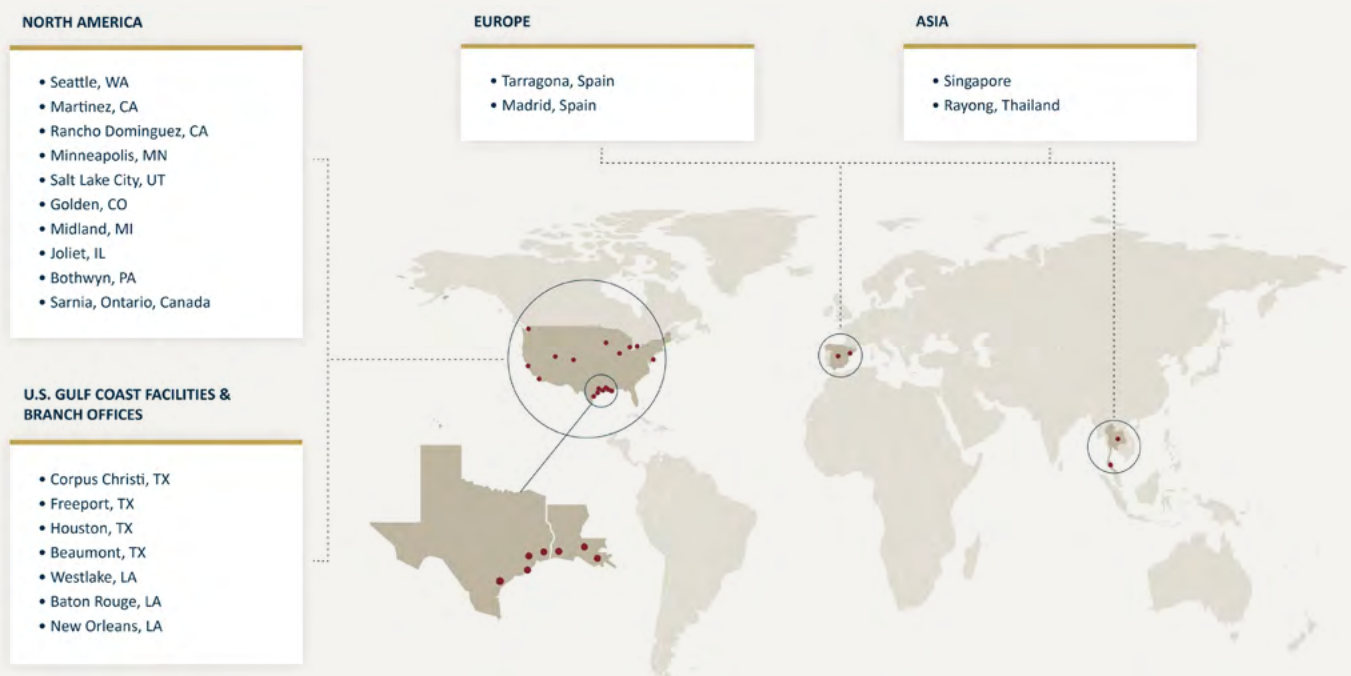 NORTH AMERICA
• Seattle, WA
• Martinez, CA
• Rancho Dominguez, CA
• Minneapolis, MN
• Salt Lake City, UT
• Golden, CO
• Midland, MI
• Joliet, IL
• Bothwyn, PA
• Sarnia, Ontario, Canada
EUROPE
• Tarragona, Spain
• Madrid, Spain
ASIA
• Singapore
• Rayong, Thailand
U.S. GULF COAST FACILITIES &
BRANCH OFFICES
• Corpus Christi, TX
• Freeport, TX
• Houston, TX
• Beaumont, TX
• Westlake, LA
• Baton Rouge, LA
• New Orleans, LA